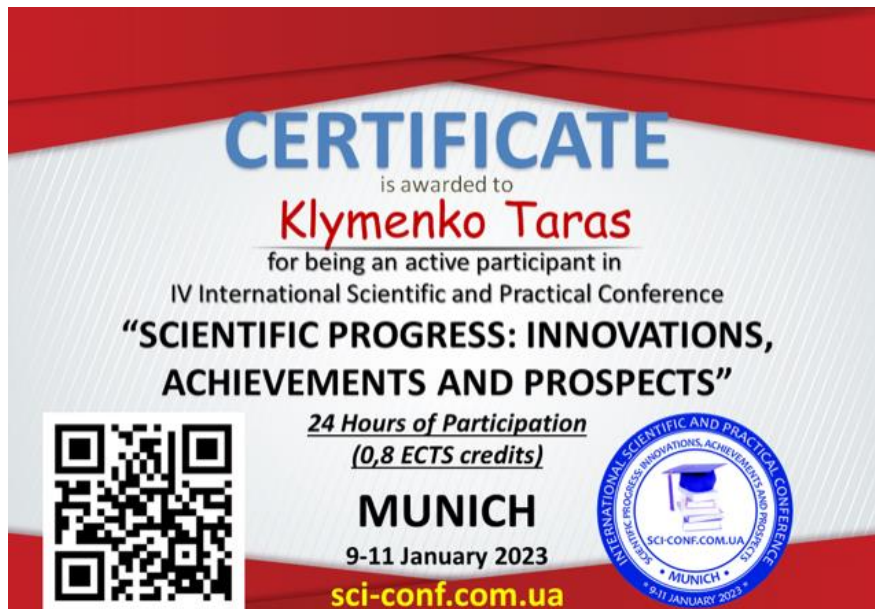 CERTIFICATE
is awarded to
Klymenko Taras
for being an active participant in
IV International Scientific and Practical Conference
“SCIENTIFIC PROGRESS: INNOVATIONS,
ACHIEVEMENTS AND PROSPECTS”
24 Hours of Participation
(0,8 ECTS credits)
MUNICH
9-11 January 2023
sci-conf.com.ua
INTERNATIONAL SCIENTIFIC AND PRACTICAL CONFERENCE
SCIENTIFIC PROGRESS: INNOVATIONS, ACHIEVEMENTS AND PROSPECTS
SCI-CONF.COM.UA
• MUNICH •
* 9-11 JANUARY 2023 *